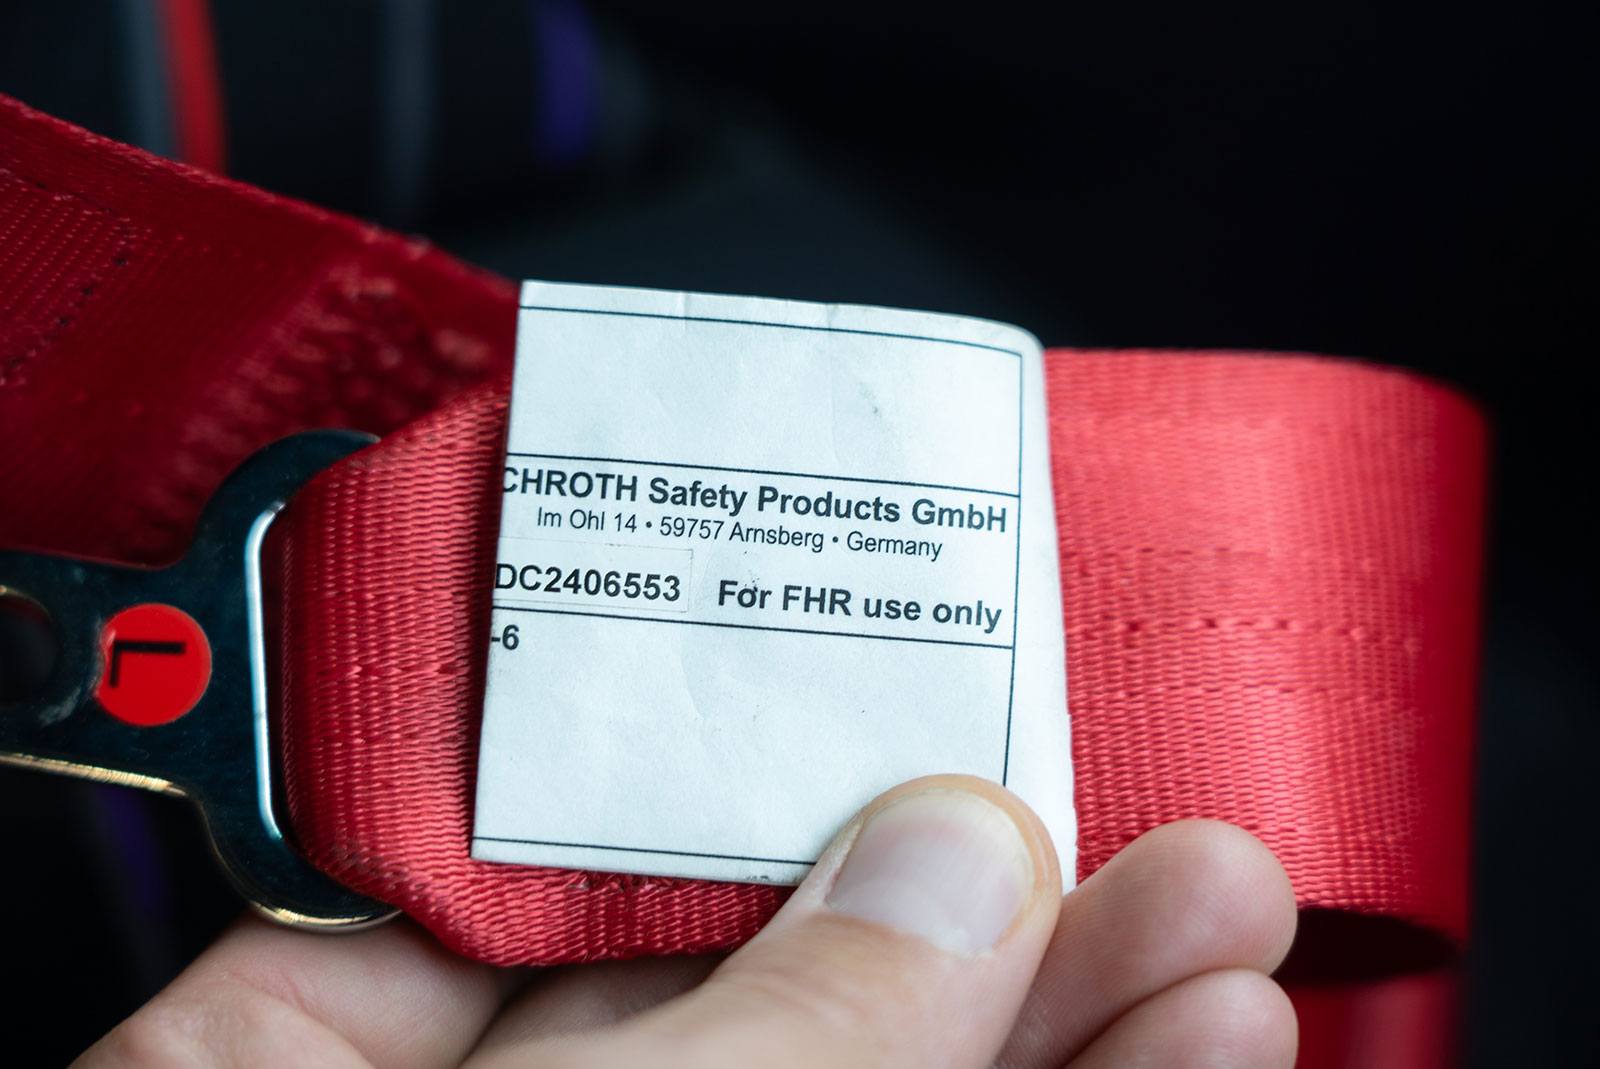 CHROTH Safety Products GmbH
Im Ohl 14 • 59757 Arnsberg • Germany
DC2406553 For FHR use only
-6
L